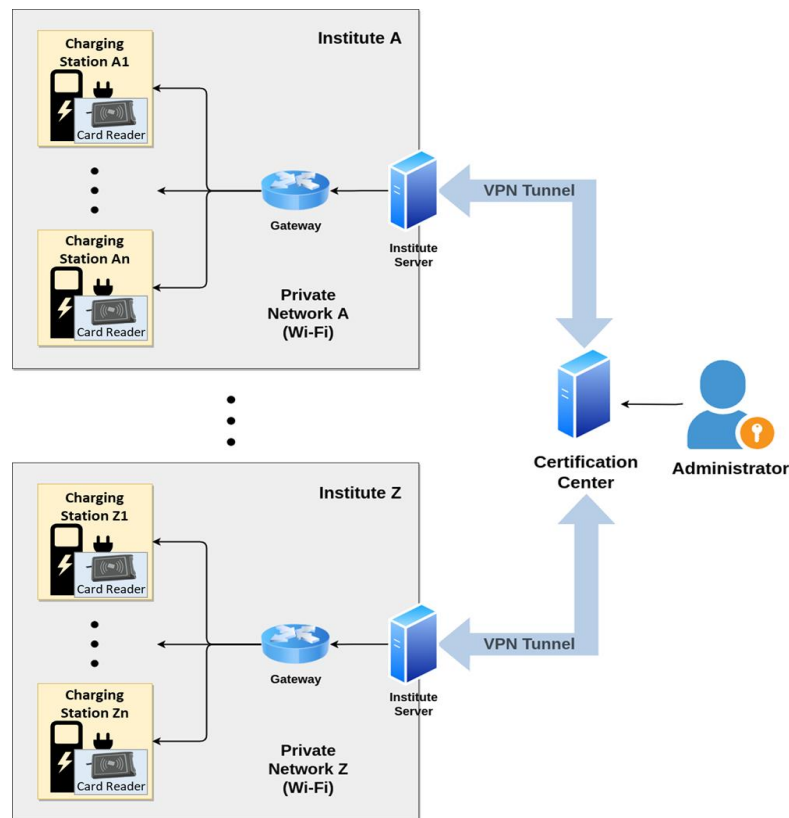 Institute A
Charging
Station A1
Card Reader
VPN Tunnel
Gateway
Institute
Server
Charging
Station An
Card Reader
Private
Network A
(Wi-Fi)
Certification
Center
Administrator
Institute Z
Charging
Station Z1
Card Reader
VPN Tunnel
Gateway
Institute
Server
Charging
Station Zn
Card Reader
Private
Network Z
(Wi-Fi)